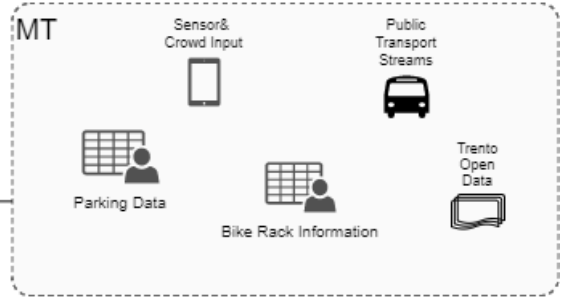 MT
Sensor&
Crowd Input
Public
Transport
Streams
Parking Data
Bike Rack Information
Trento
Open
Data